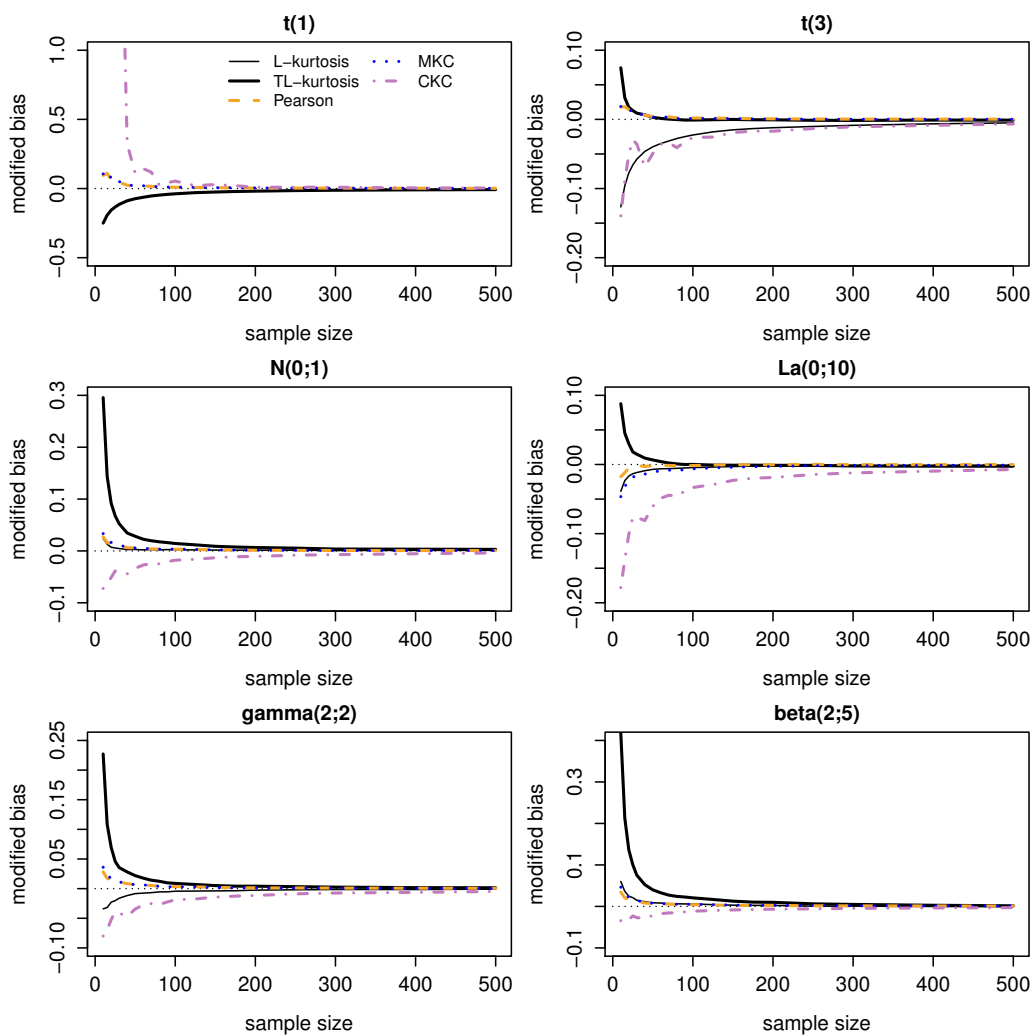 t(1)
modified bias
1.0
0.5
0.0
−0.5
L−kurtosis
TL−kurtosis
Pearson
MKC
CKC
0 100 200 300 400 500
sample size
t(3)
modified bias
0.10
0.00
−0.10
−0.20
0 100 200 300 400 500
sample size
N(0;1)
modified bias
0.3
0.2
0.1
0.0
−0.1
0 100 200 300 400 500
sample size
La(0;10)
modified bias
0.10
0.00
−0.10
−0.20
0 100 200 300 400 500
sample size
gamma(2;2)
modified bias
0.25
0.15
0.05
−0.10
0 100 200 300 400 500
sample size
beta(2;5)
modified bias
0.3
0.1
−0.1
0 100 200 300 400 500
sample size